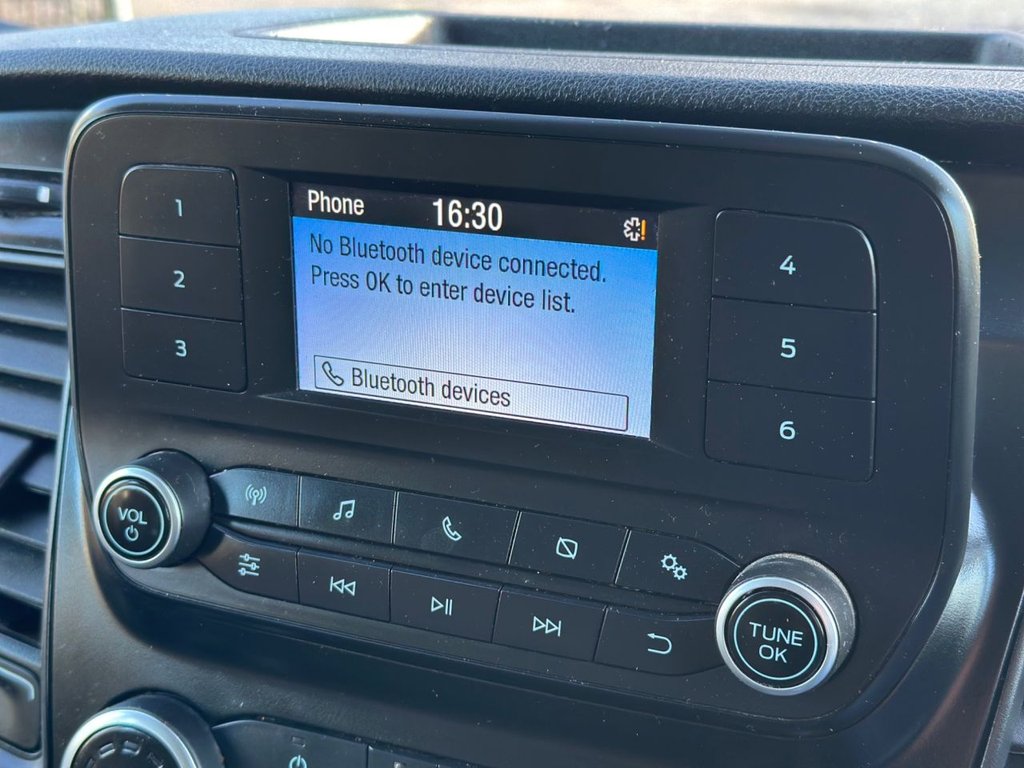 Phone 16:30
No Bluetooth device connected.
Press OK to enter device list.
Bluetooth devices
1
2
3
4
5
6
VOL
TUNE
OK